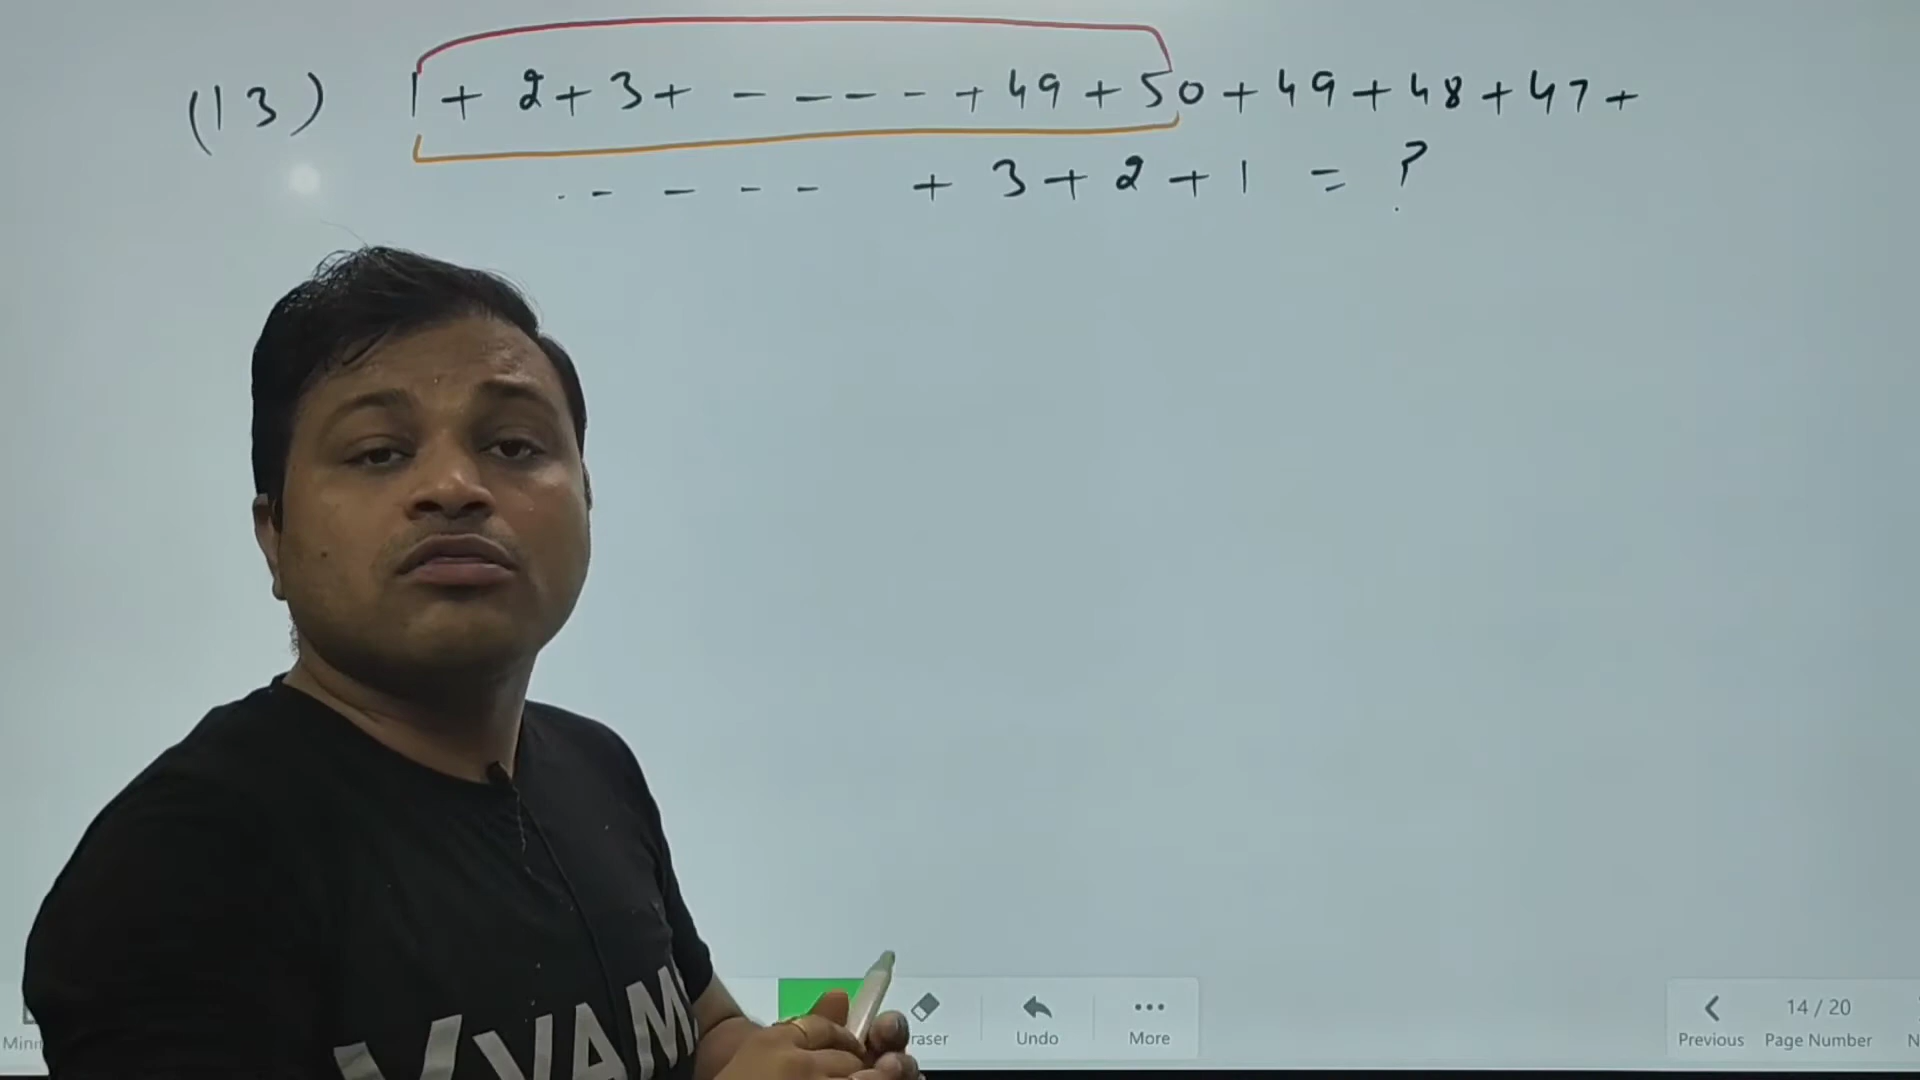 (13) 1 + 2 + 3 + - - - - - + 49 + 50 + 49 + 48 + 47 +
- - - - - + 3 + 2 + 1 = ?
Undo
More
14 / 20
Previous
Page Number